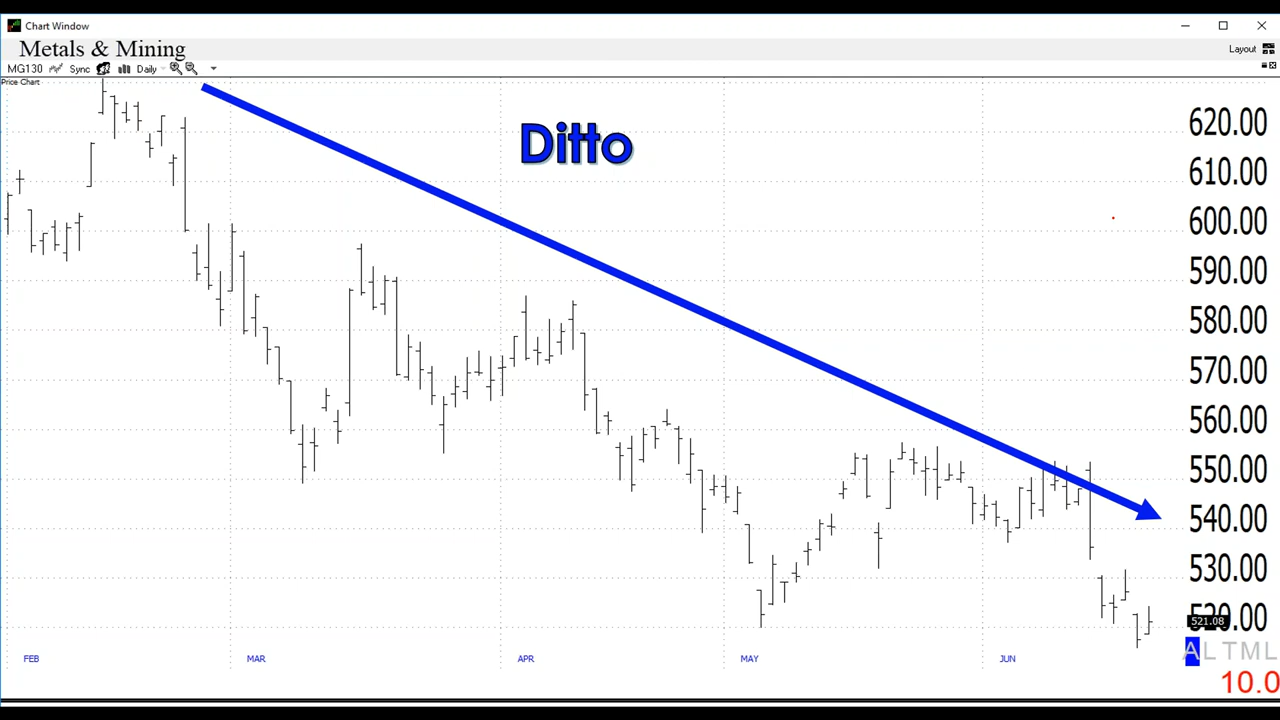 Chart Window
Metals & Mining
Layout
MG130 Sync Daily
Price Chart
Ditto
620.00
610.00
600.00
590.00
580.00
570.00
560.00
550.00
540.00
530.00
520.00
521.08
FEB MAR APR MAY JUN
A L T M L
10.0